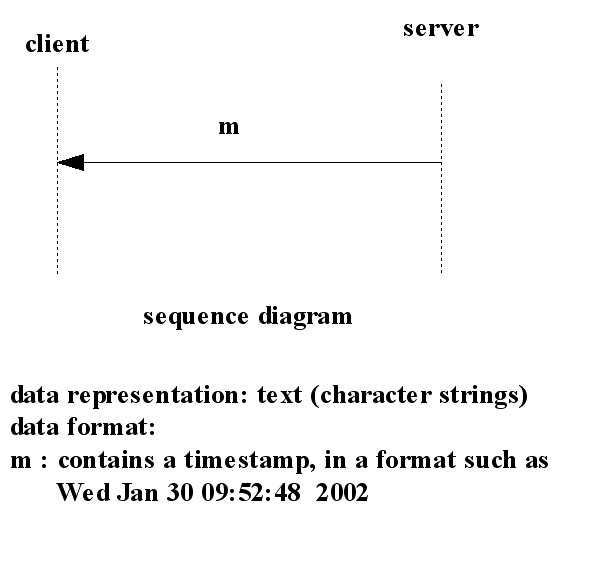 client
server
m
sequence diagram
data representation: text (character strings)
data format:
m : contains a timestamp, in a format such as
Wed Jan 30 09:52:48  2002